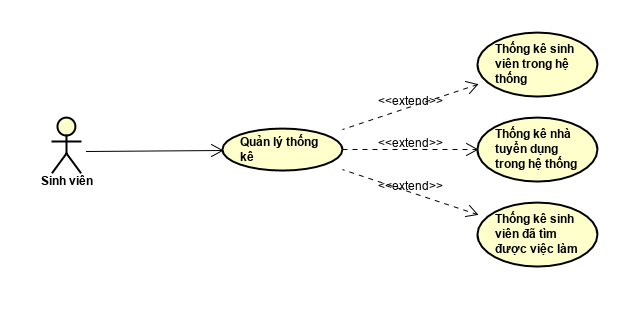 Thống kê sinh
viên trong hệ
thống
<<extend>>
Quản lý thống
kê
<<extend>>
Thống kê nhà
tuyển dụng
trong hệ thống
Sinh viên
<<extend>>
Thống kê sinh
viên đã tìm
được việc làm